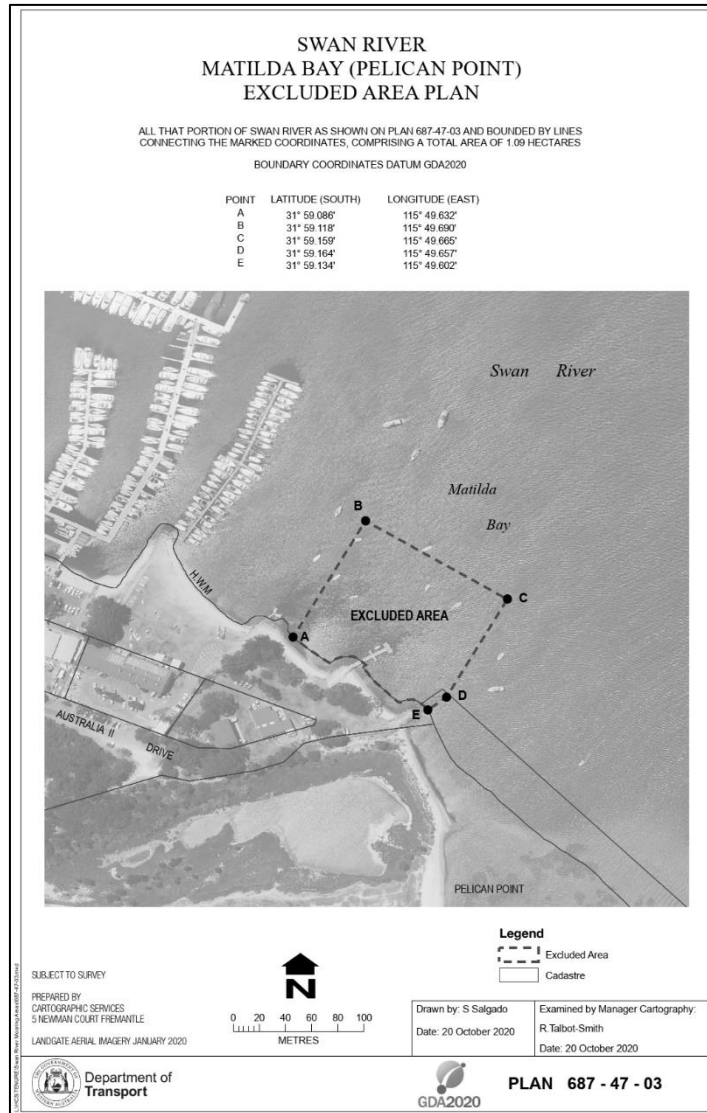 SWAN RIVER
MATILDA BAY (PELICAN POINT)
EXCLUDED AREA PLAN
ALL THAT PORTION OF SWAN RIVER AS SHOWN ON PLAN 687-47-03 AND BOUNDED BY LINES
CONNECTING THE MARKED COORDINATES, COMPRISING A TOTAL AREA OF 1.09 HECTARES
BOUNDARY COORDINATES DATUM GDA2020
POINT LATITUDE (SOUTH) LONGITUDE (EAST)
A 31° 59.086' 115° 49.632'
B 31° 59.118' 115° 49.690'
C 31° 59.159' 115° 49.665'
D 31° 59.164' 115° 49.657'
E 31° 59.134' 115° 49.602'
Swan River
Matilda
Bay
B
C
H.W.M
EXCLUDED AREA
A
D
E
AUSTRALIA II
DRIVE
PELICAN POINT
Legend
Excluded Area
Cadastre
SUBJECT TO SURVEY
PREPARED BY
CARTOGRAPHIC SERVICES
5 NEWMAN COURT FREMANTLE
LANDGATE AERIAL IMAGERY JANUARY 2020
N
0 20 40 60 80 100
METRES
Drawn by: S Salgado
Date: 20 October 2020
Examined by Manager Cartography:
R.Talbot-Smith
Date: 20 October 2020
Department of
Transport
GDA2020
PLAN 687 - 47 - 03